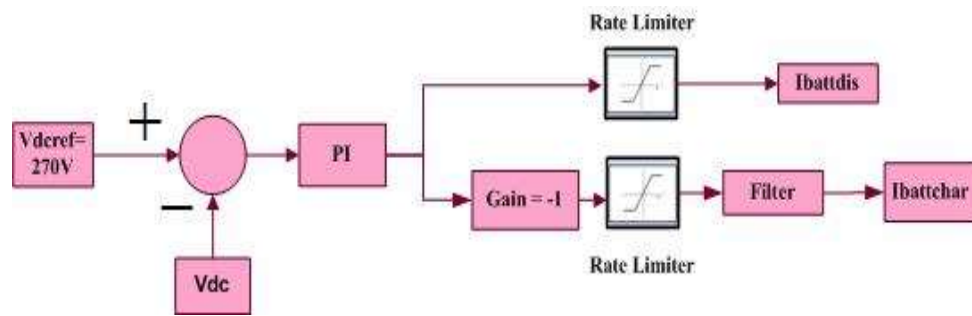 Rate Limiter
Ibattdis
+
Vdcref=
270V
PI
−
Gain = -1
Filter
Ibattchar
Rate Limiter
Vdc